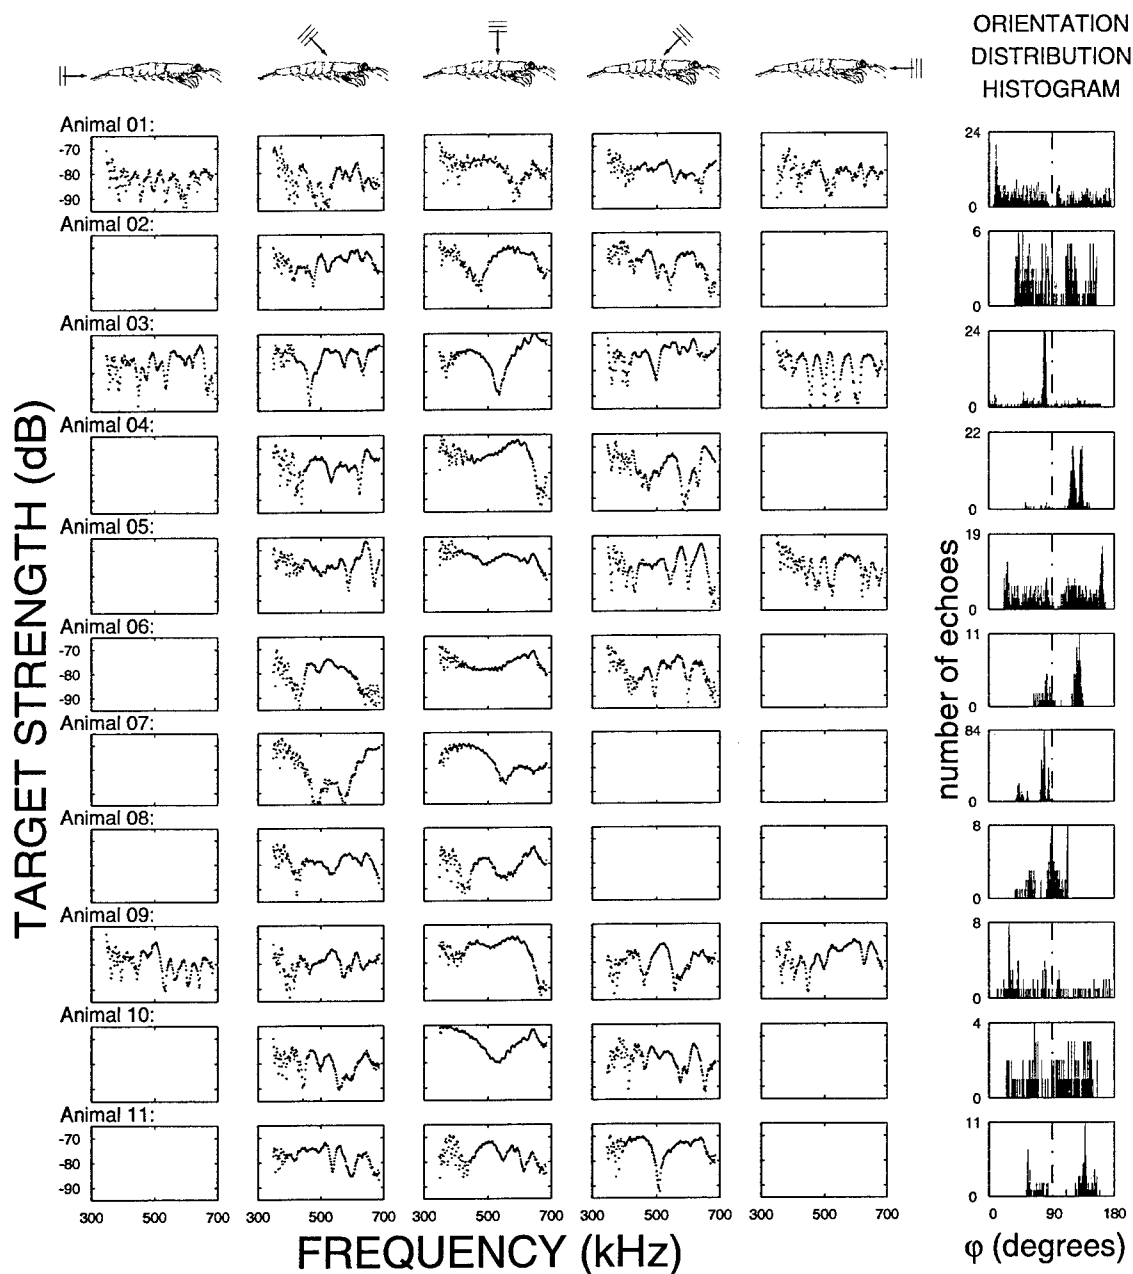 ORIENTATION
DISTRIBUTION
HISTOGRAM
Animal 01:
-70
-80
-90
24
0
Animal 02:
6
0
Animal 03:
24
0
Animal 04:
22
0
Animal 05:
19
0
Animal 06:
-70
-80
-90
11
0
Animal 07:
84
0
Animal 08:
8
0
Animal 09:
8
0
Animal 10:
4
0
Animal 11:
-70
-80
-90
11
0
300 500 700 300 500 700 300 500 700 300 500 700 300 500 700 0 90 180
TARGET STRENGTH (dB)
FREQUENCY (kHz)
number of echoes
φ (degrees)